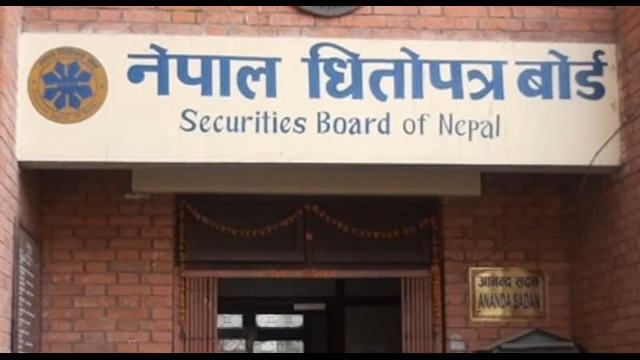 नेपाल धितोपत्र बोर्ड
Securities Board of Nepal
आनन्द सदन
ANANDA SADAN